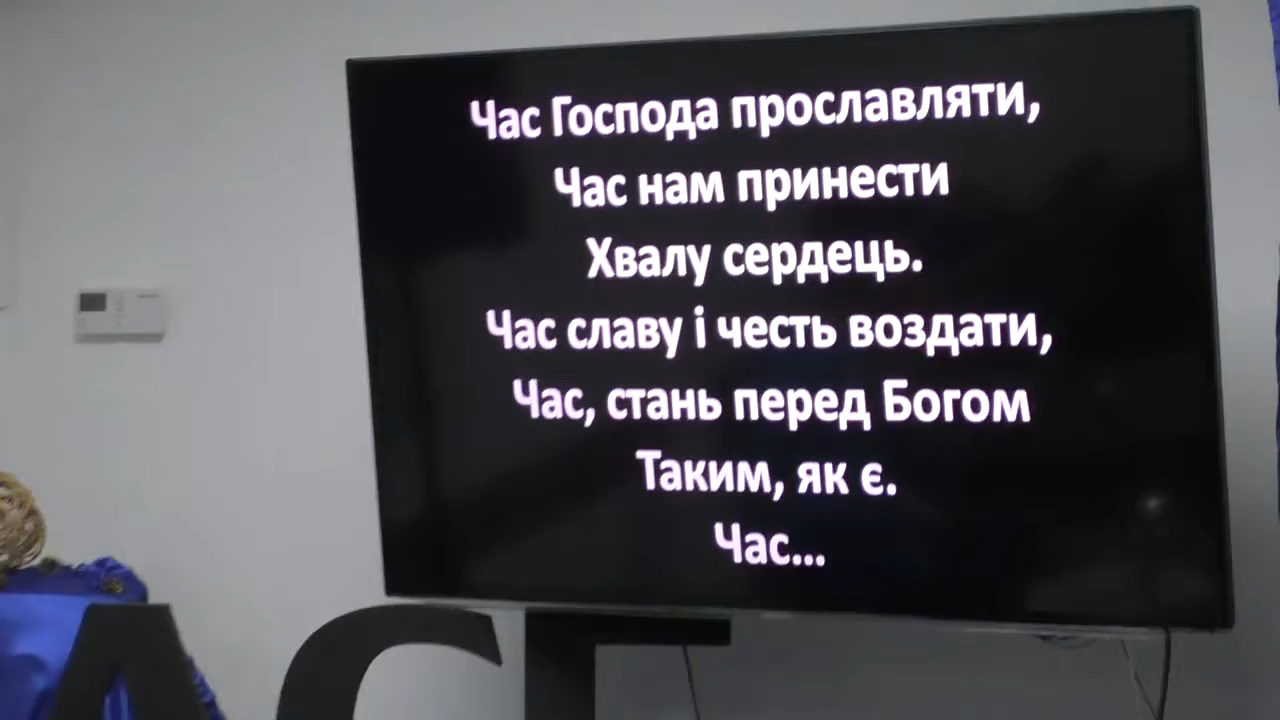 Час Господа прославляти,
Час нам принести
Хвалу сердець.
Час славу і честь воздати,
Час, стань перед Богом
Таким, як є.
Час...